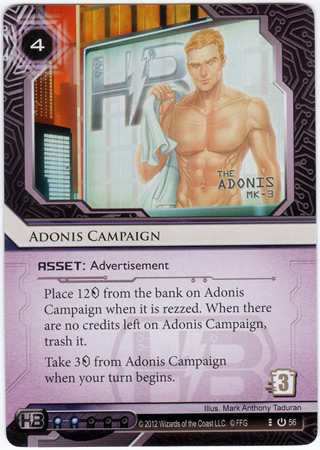 4
HB
THE
ADONIS
MK-3
ADONIS CAMPAIGN
ASSET: Advertisement
Place 12 from the bank on Adonis
Campaign when it is rezzed. When there
are no credits left on Adonis Campaign,
trash it.
Take 3 from Adonis Campaign
when your turn begins.
3
Illus. Mark Anthony Taduran
HB
© 2012 Wizards of the Coast LLC © FFG
56